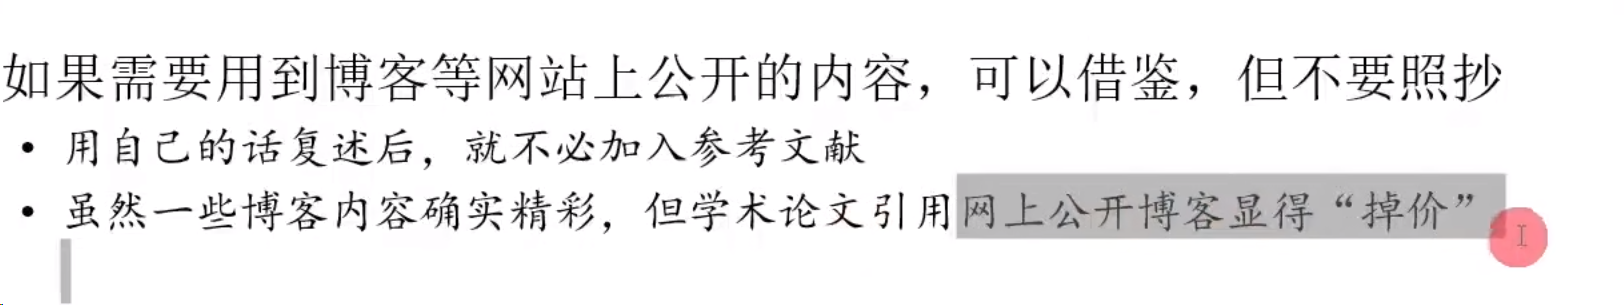 如果需要用到博客等网站上公开的内容，可以借鉴，但不要照抄
• 用自己的话复述后，就不必加入参考文献
• 虽然一些博客内容确实精彩，但学术论文引用网上公开博客显得“掉价”